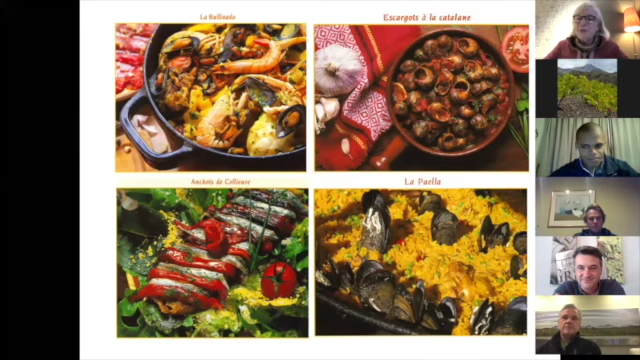 La Bullinada
Escargots à la catalane
Anchois de Collioure
La Paella